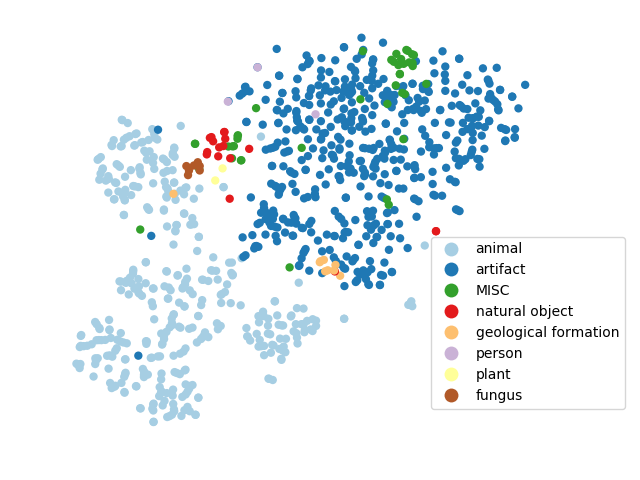 animal
artifact
MISC
natural object
geological formation
person
plant
fungus